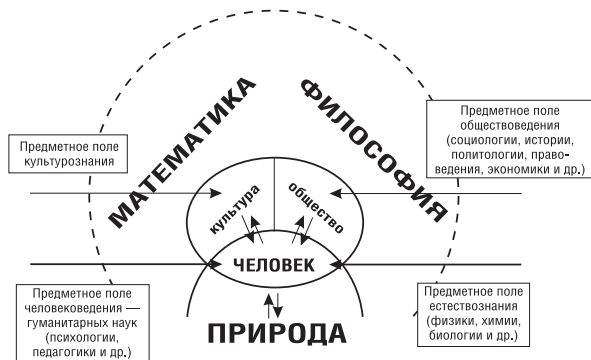 МАТЕМАТИКА
ФИЛОСОФИЯ
Предметное поле
культурознания
Предметное поле
обществоведения
(социологии, истории,
политологии, право-
ведения, экономики и др.)
культура
общество
ЧЕЛОВЕК
Предметное поле
человековедения —
гуманитарных наук
(психологии,
педагогики и др.)
Предметное поле
естествознания
(физики, химии,
биологии и др.)
ПРИРОДА